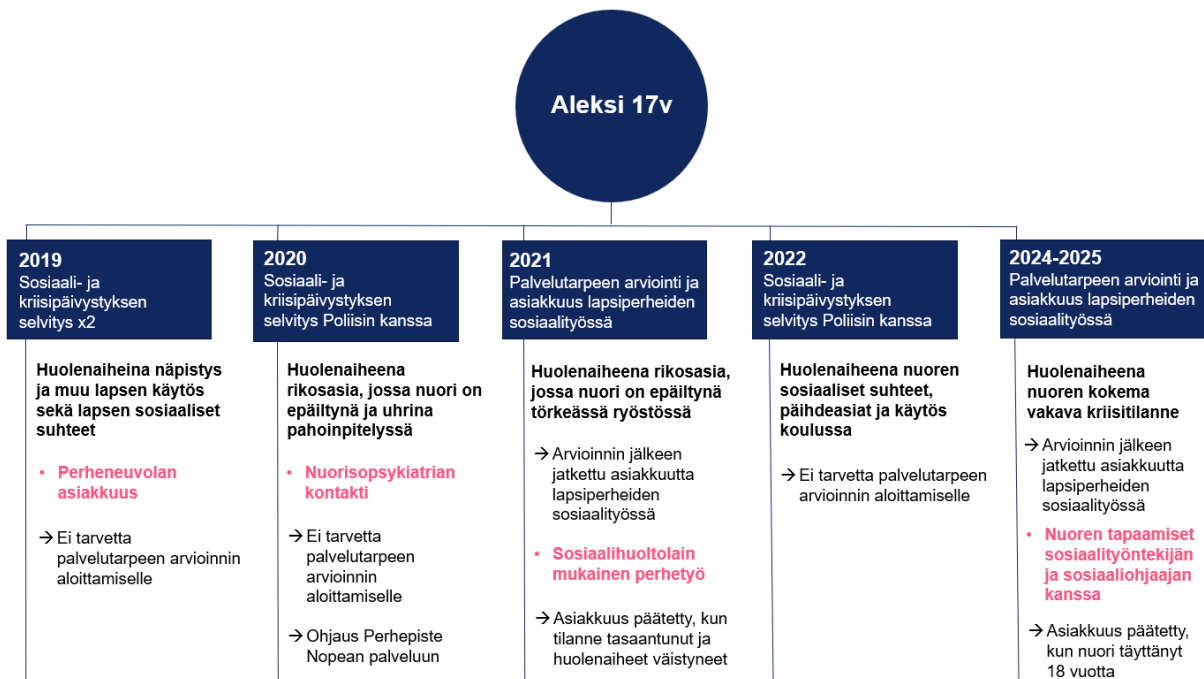 Aleksi 17v
2019
Sosiaali- ja
kriisipäivystyksen
selvitys x2
Huolenaiheina näpistys
ja muu lapsen käytös
sekä lapsen sosiaaliset
suhteet
• Perheneuvolan
asiakkuus
→ Ei tarvetta
palvelutarpeen arvioinnin
aloittamiselle
2020
Sosiaali- ja
kriisipäivystyksen
selvitys Poliisin kanssa
Huolenaiheena
rikosasia, jossa nuori on
epäiltynä ja uhrina
pahoinpitelyssä
• Nuorisopsykiatrian
kontakti
→ Ei tarvetta
palvelutarpeen
arvioinnin
aloittamiselle
→ Ohjaus Perhepiste
Nopean palveluun
2021
Palvelutarpeen arviointi ja
asiakkuus lapsiperheiden
sosiaalityössä
Huolenaiheena rikosasia,
jossa nuori on epäiltynä
törkeässä ryöstössä
→ Arvioinnin jälkeen
jatkettu asiakkuutta
lapsiperheiden
sosiaalityössä
• Sosiaalihuoltolain
mukainen perhetyö
→ Asiakkuus päätetty, kun
tilanne tasaantunut ja
huolenaiheet väistyneet
2022
Sosiaali- ja
kriisipäivystyksen
selvitys Poliisin kanssa
Huolenaiheena nuoren
sosiaaliset suhteet,
päihdeasiat ja käytös
koulussa
→ Ei tarvetta palvelutarpeen
arvioinnin aloittamiselle
2024-2025
Palvelutarpeen arviointi ja
asiakkuus lapsiperheiden
sosiaalityössä
Huolenaiheena
nuoren kokema
vakava kriisitilanne
→ Arvioinnin jälkeen
jatkettu asiakkuutta
lapsiperheiden
sosiaalityössä
• Nuoren tapaamiset
sosiaalityöntekijän
ja sosiaaliohjaajan
kanssa
→ Asiakkuus päätetty,
kun nuori täyttänyt
18 vuotta